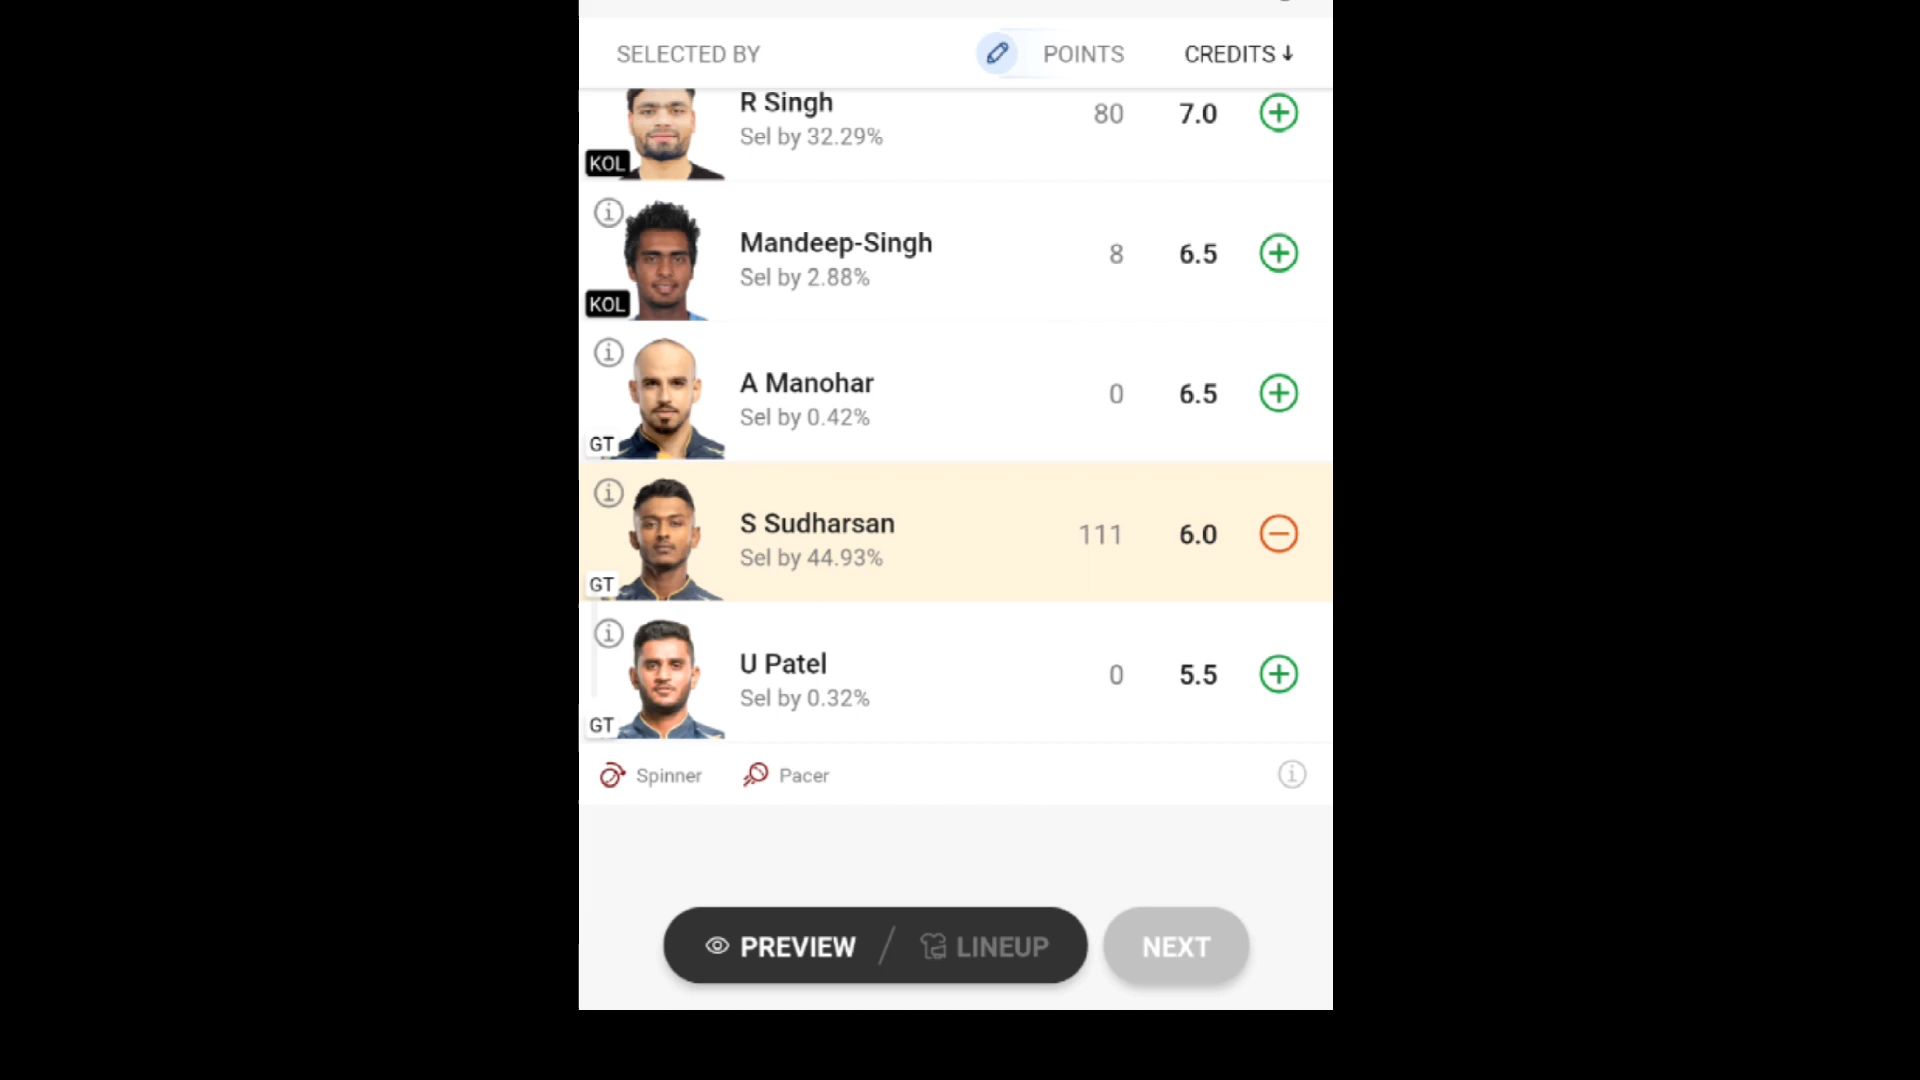 SELECTED BY POINTS CREDITS↓
R Singh
Sel by 32.29%
80 7.0
KOL
Mandeep-Singh
Sel by 2.88%
8 6.5
KOL
A Manohar
Sel by 0.42%
0 6.5
GT
S Sudharsan
Sel by 44.93%
111 6.0
GT
U Patel
Sel by 0.32%
0 5.5
GT
Spinner Pacer
PREVIEW / LINEUP NEXT